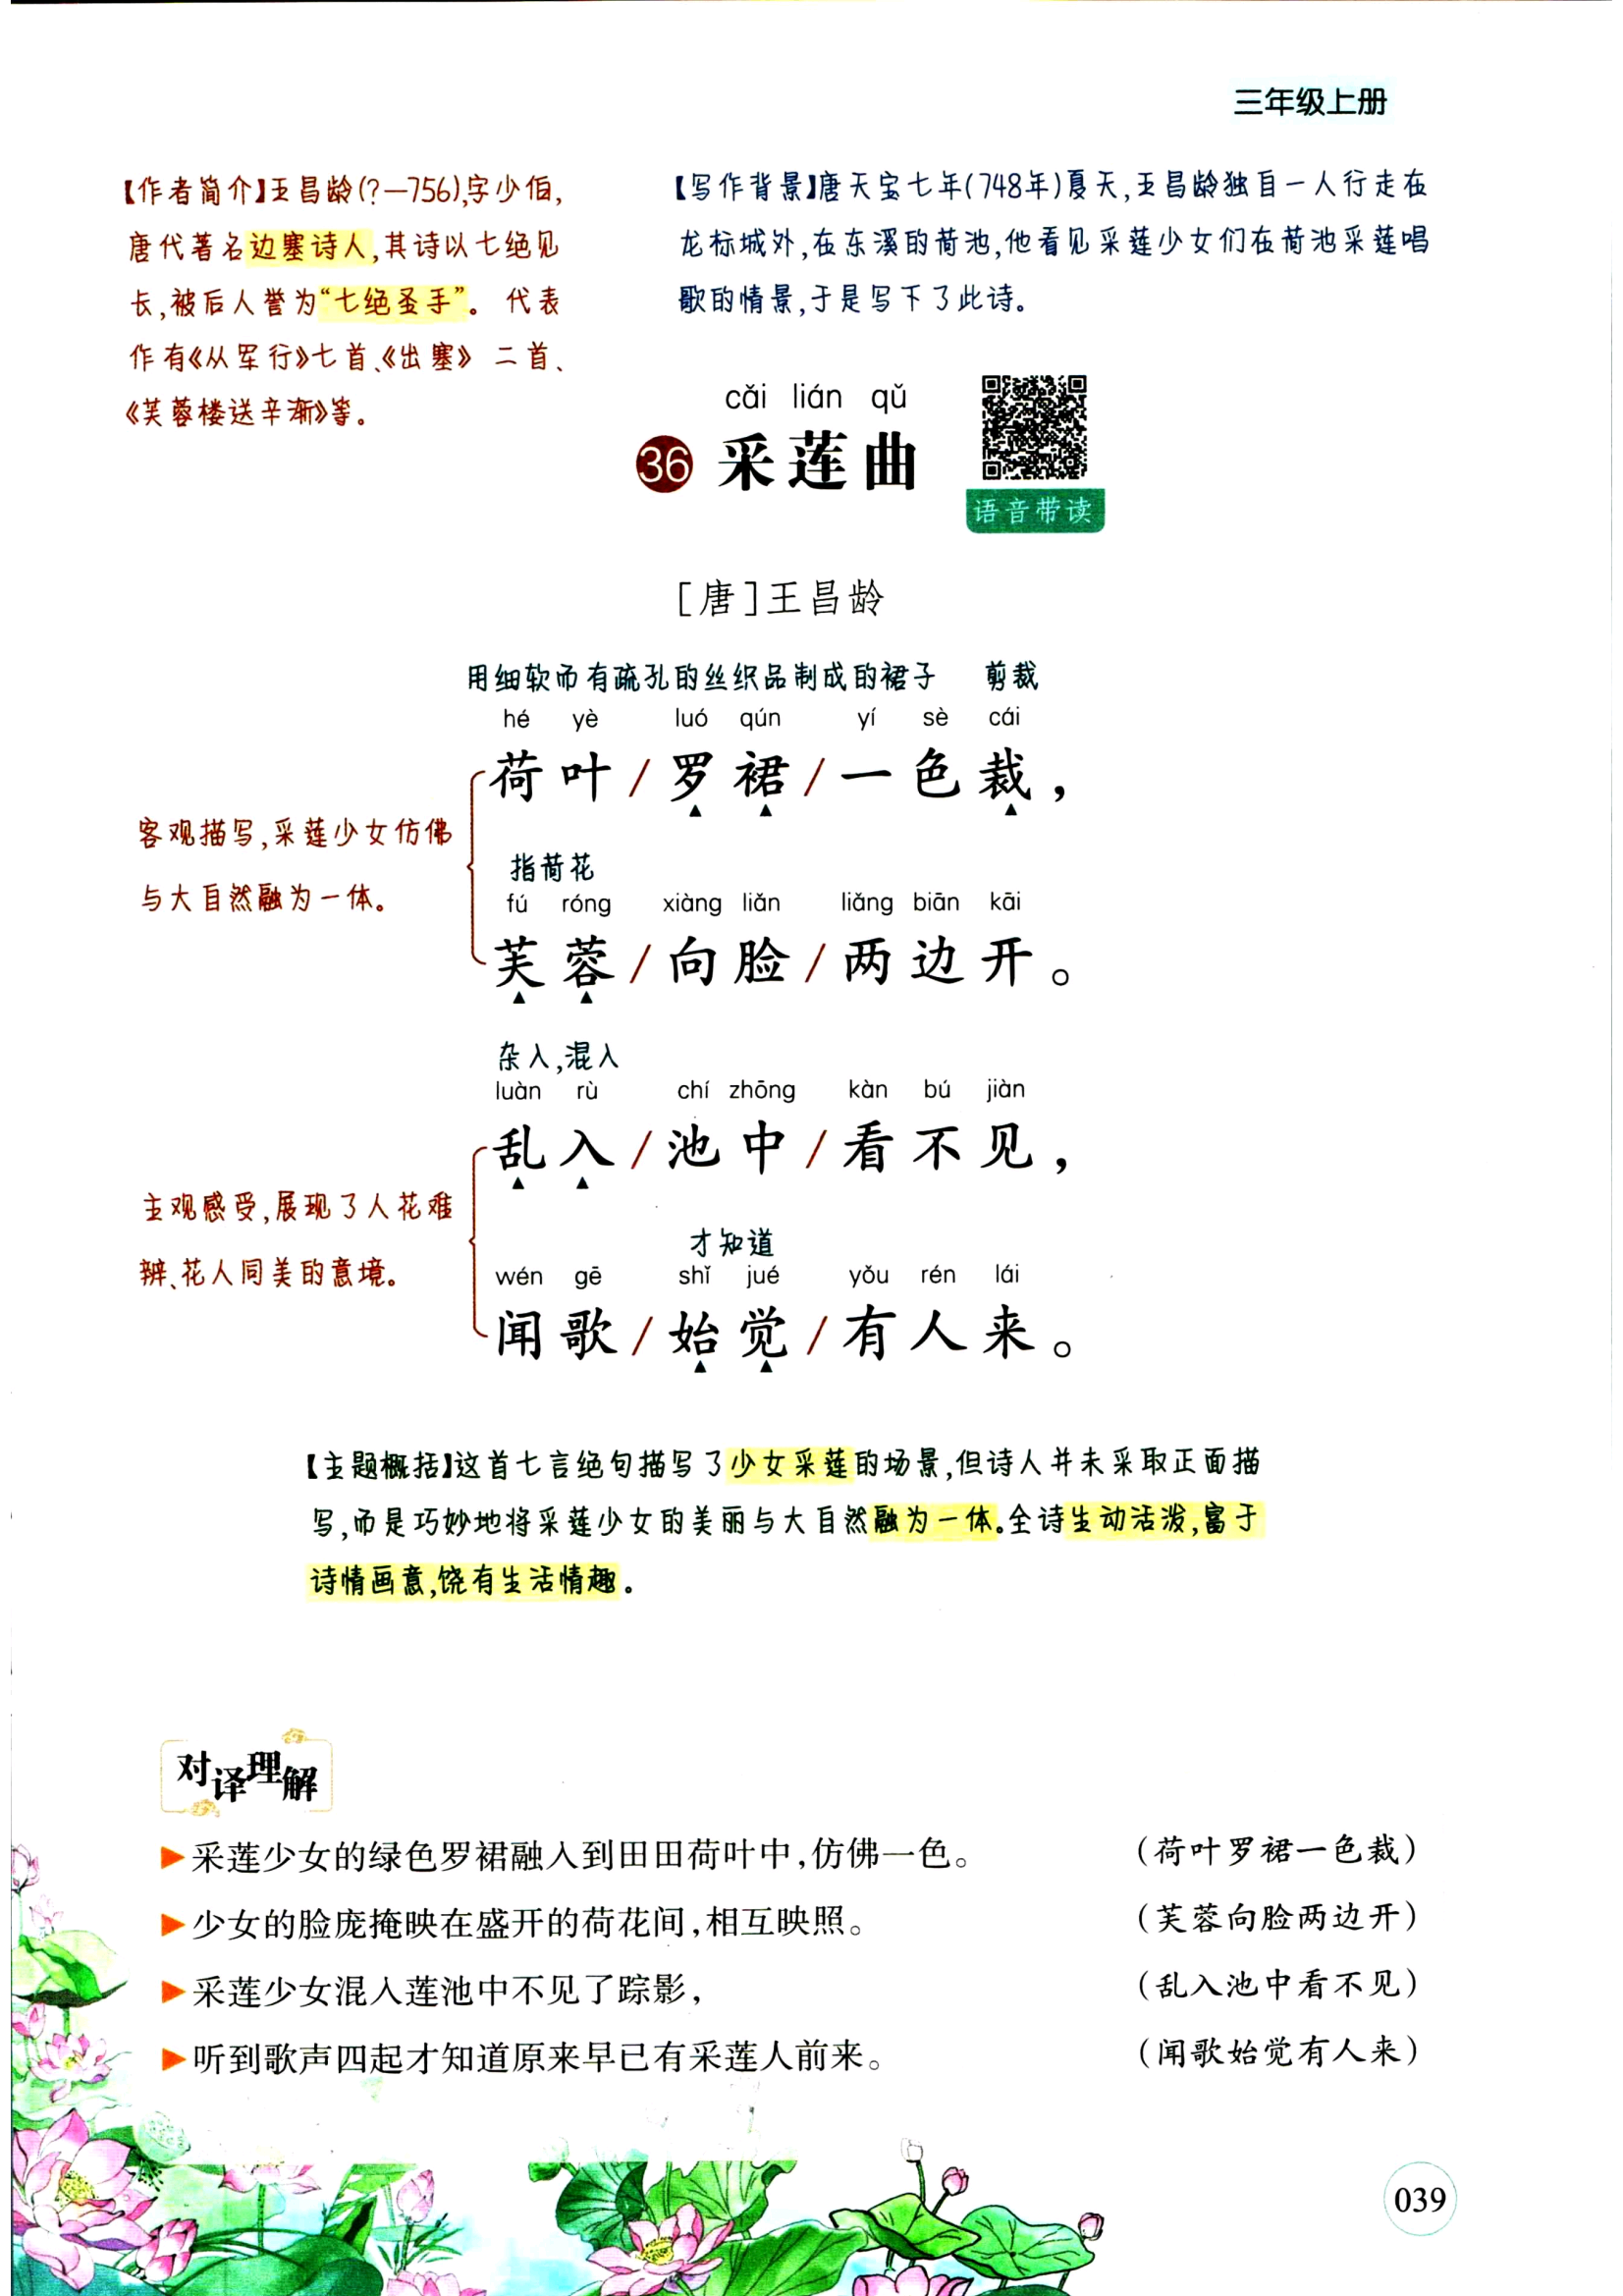 三年级上册
【作者简介】王昌龄(?—756),字少伯,
唐代著名边塞诗人,其诗以七绝见
长,被后人誉为“七绝圣手”。代表
作有《从军行》七首、《出塞》二首、
《芙蓉楼送辛渐》等。
【写作背景】唐天宝七年(748年)夏天,王昌龄独自一人行走在
龙标城外,在东溪的荷池,他看见采莲少女们在荷池采莲唱
歌的情景,于是写下了此诗。
cǎi lián qǔ
36 采莲曲
语音带读
[唐]王昌龄
用细软而有疏孔的丝织品制成的裙子 剪裁
hé yè luó qún yí sè cái
荷叶/罗裙/一色裁,
客观描写,采莲少女仿佛
与大自然融为一体。
指荷花
fú róng xiàng liǎn liǎng biān kāi
芙蓉/向脸/两边开。
杂入,混入
luàn rù chí zhōng kàn bú jiàn
乱入/池中/看不见,
主观感受,展现了人花难
辨、花人同美的意境。
才知道
wén gē shǐ jué yǒu rén lái
闻歌/始觉/有人来。
【主题概括】这首七言绝句描写了少女采莲的场景,但诗人并未采取正面描
写,而是巧妙地将采莲少女的美丽与大自然融为一体。全诗生动活泼,富于
诗情画意,饶有生活情趣。
对译理解
采莲少女的绿色罗裙融入到田田荷叶中,仿佛一色。 (荷叶罗裙一色裁)
少女的脸庞掩映在盛开的荷花间,相互映照。 (芙蓉向脸两边开)
采莲少女混入莲池中不见了踪影, (乱入池中看不见)
听到歌声四起才知道原来早已有采莲人前来。 (闻歌始觉有人来)
039